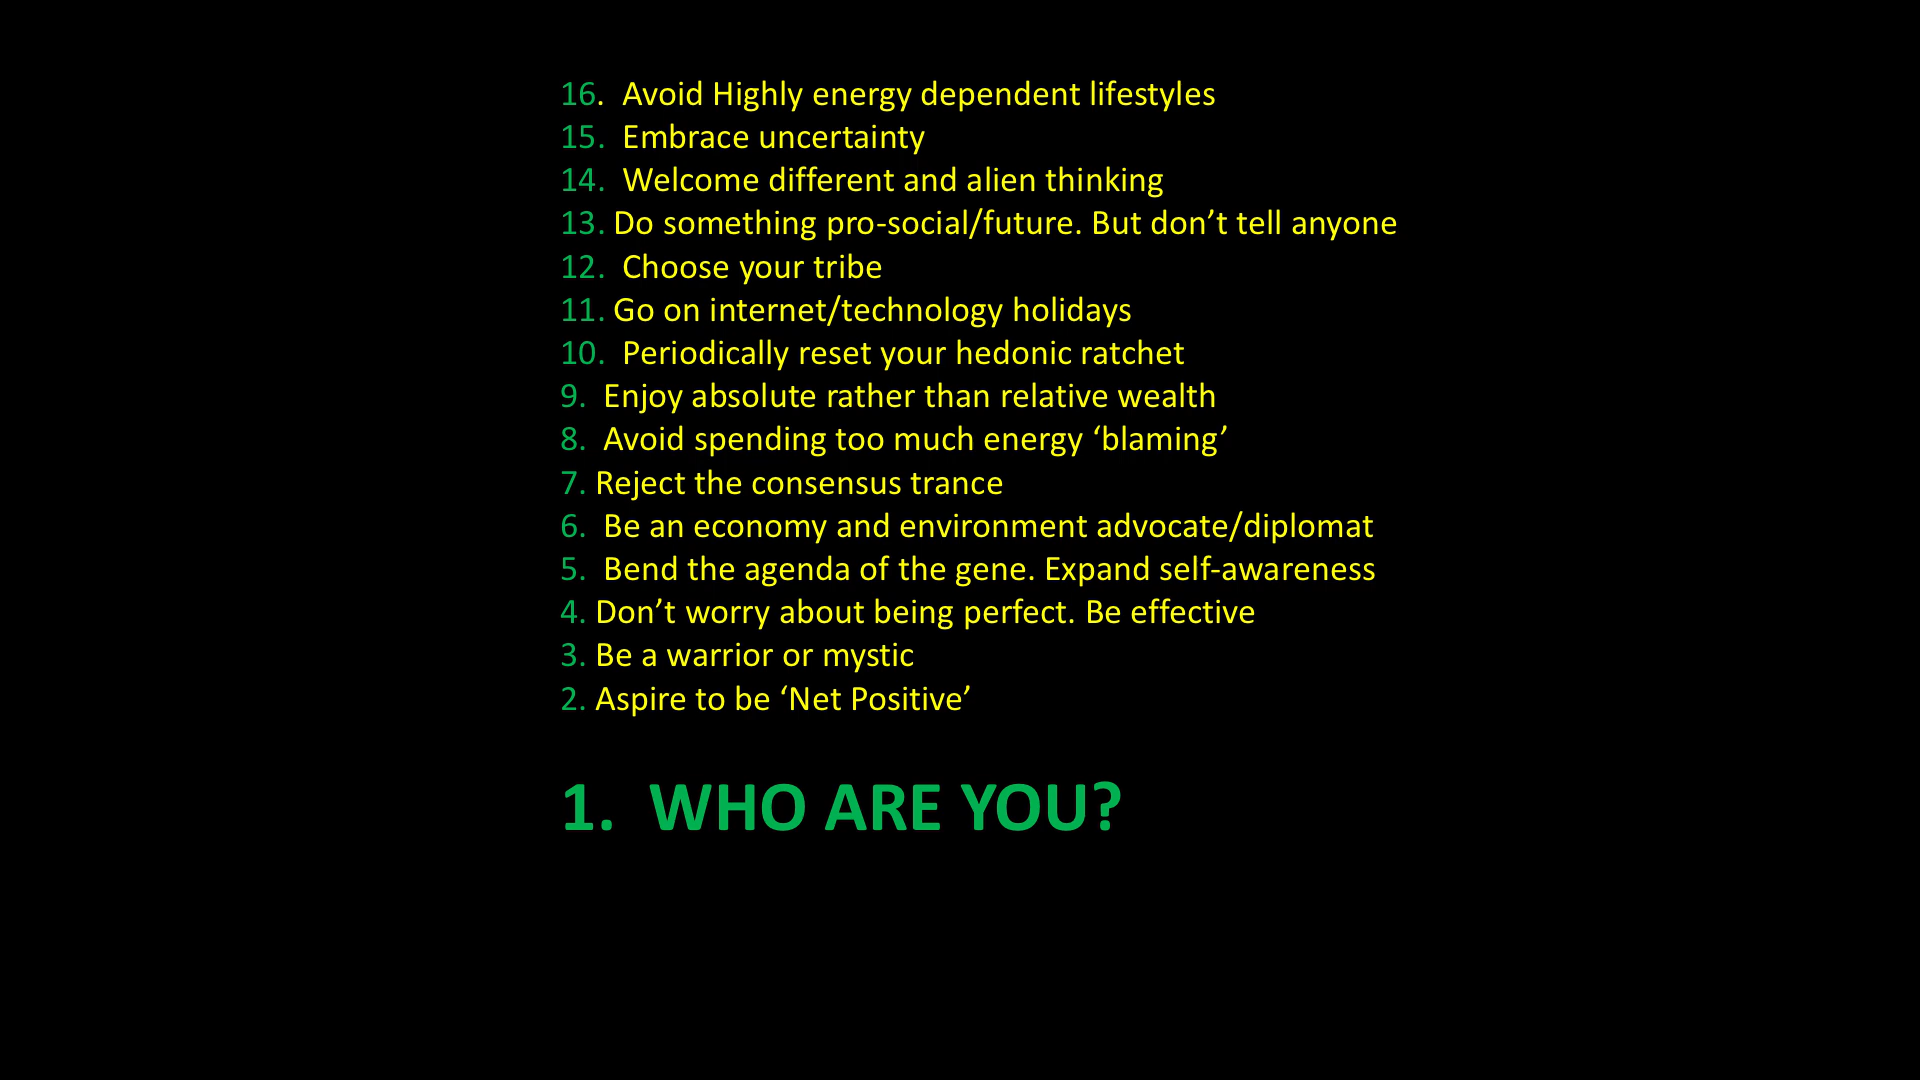 16.  Avoid Highly energy dependent lifestyles
15.  Embrace uncertainty
14.  Welcome different and alien thinking
13. Do something pro-social/future. But don’t tell anyone
12.  Choose your tribe
11. Go on internet/technology holidays
10.  Periodically reset your hedonic ratchet
9.  Enjoy absolute rather than relative wealth
8.  Avoid spending too much energy ‘blaming’
7. Reject the consensus trance
6.  Be an economy and environment advocate/diplomat
5.  Bend the agenda of the gene. Expand self-awareness
4. Don’t worry about being perfect. Be effective
3. Be a warrior or mystic
2. Aspire to be ‘Net Positive’
1.  WHO ARE YOU?